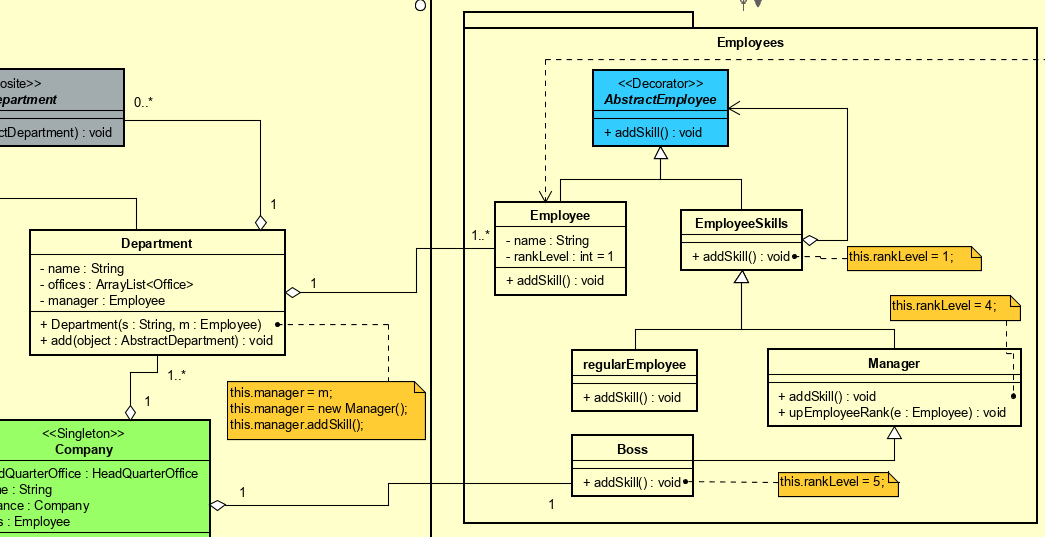 Employees
<<Decorator>>
AbstractEmployee
+ addSkill() : void
osite>>
epartment
ctDepartment) : void
0..*
1
Department
- name : String
- offices : ArrayList<Office>
- manager : Employee
+ Department(s : String, m : Employee)
+ add(object : AbstractDepartment) : void
1
1..*
Employee
- name : String
- rankLevel : int = 1
+ addSkill() : void
EmployeeSkills
+ addSkill() : void
this.rankLevel = 1;
this.rankLevel = 4;
regularEmployee
+ addSkill() : void
Manager
+ addSkill() : void
+ upEmployeeRank(e : Employee) : void
1..*
1
this.manager = m;
this.manager = new Manager();
this.manager.addSkill();
<<Singleton>>
Company
dQuarterOffice : HeadQuarterOffice
ne : String
ance : Company
s : Employee
1
1
Boss
+ addSkill() : void
this.rankLevel = 5;